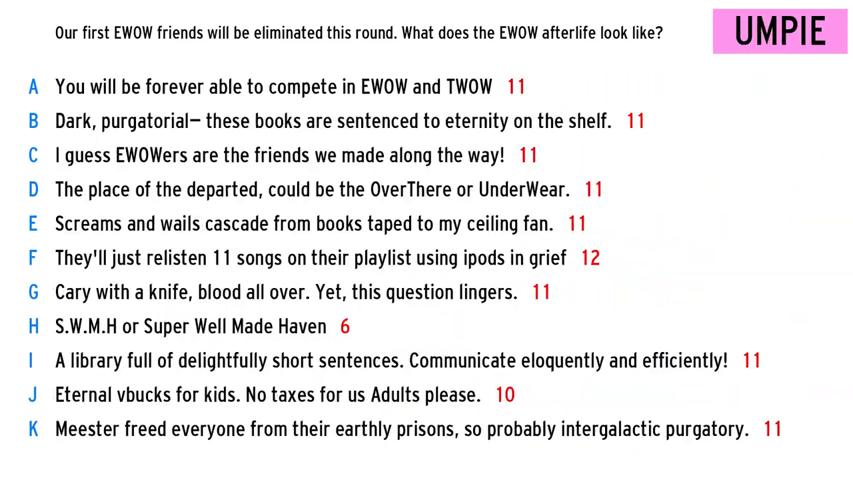 Our first EWOW friends will be eliminated this round. What does the EWOW afterlife look like?
UMPIE
A You will be forever able to compete in EWOW and TWOW 11
B Dark, purgatorial— these books are sentenced to eternity on the shelf. 11
C I guess EWOWers are the friends we made along the way! 11
D The place of the departed, could be the OverThere or UnderWear. 11
E Screams and wails cascade from books taped to my ceiling fan. 11
F They'll just relisten 11 songs on their playlist using ipods in grief 12
G Cary with a knife, blood all over. Yet, this question lingers. 11
H S.W.M.H or Super Well Made Haven 6
I A library full of delightfully short sentences. Communicate eloquently and efficiently! 11
J Eternal vbucks for kids. No taxes for us Adults please. 10
K Meester freed everyone from their earthly prisons, so probably intergalactic purgatory. 11